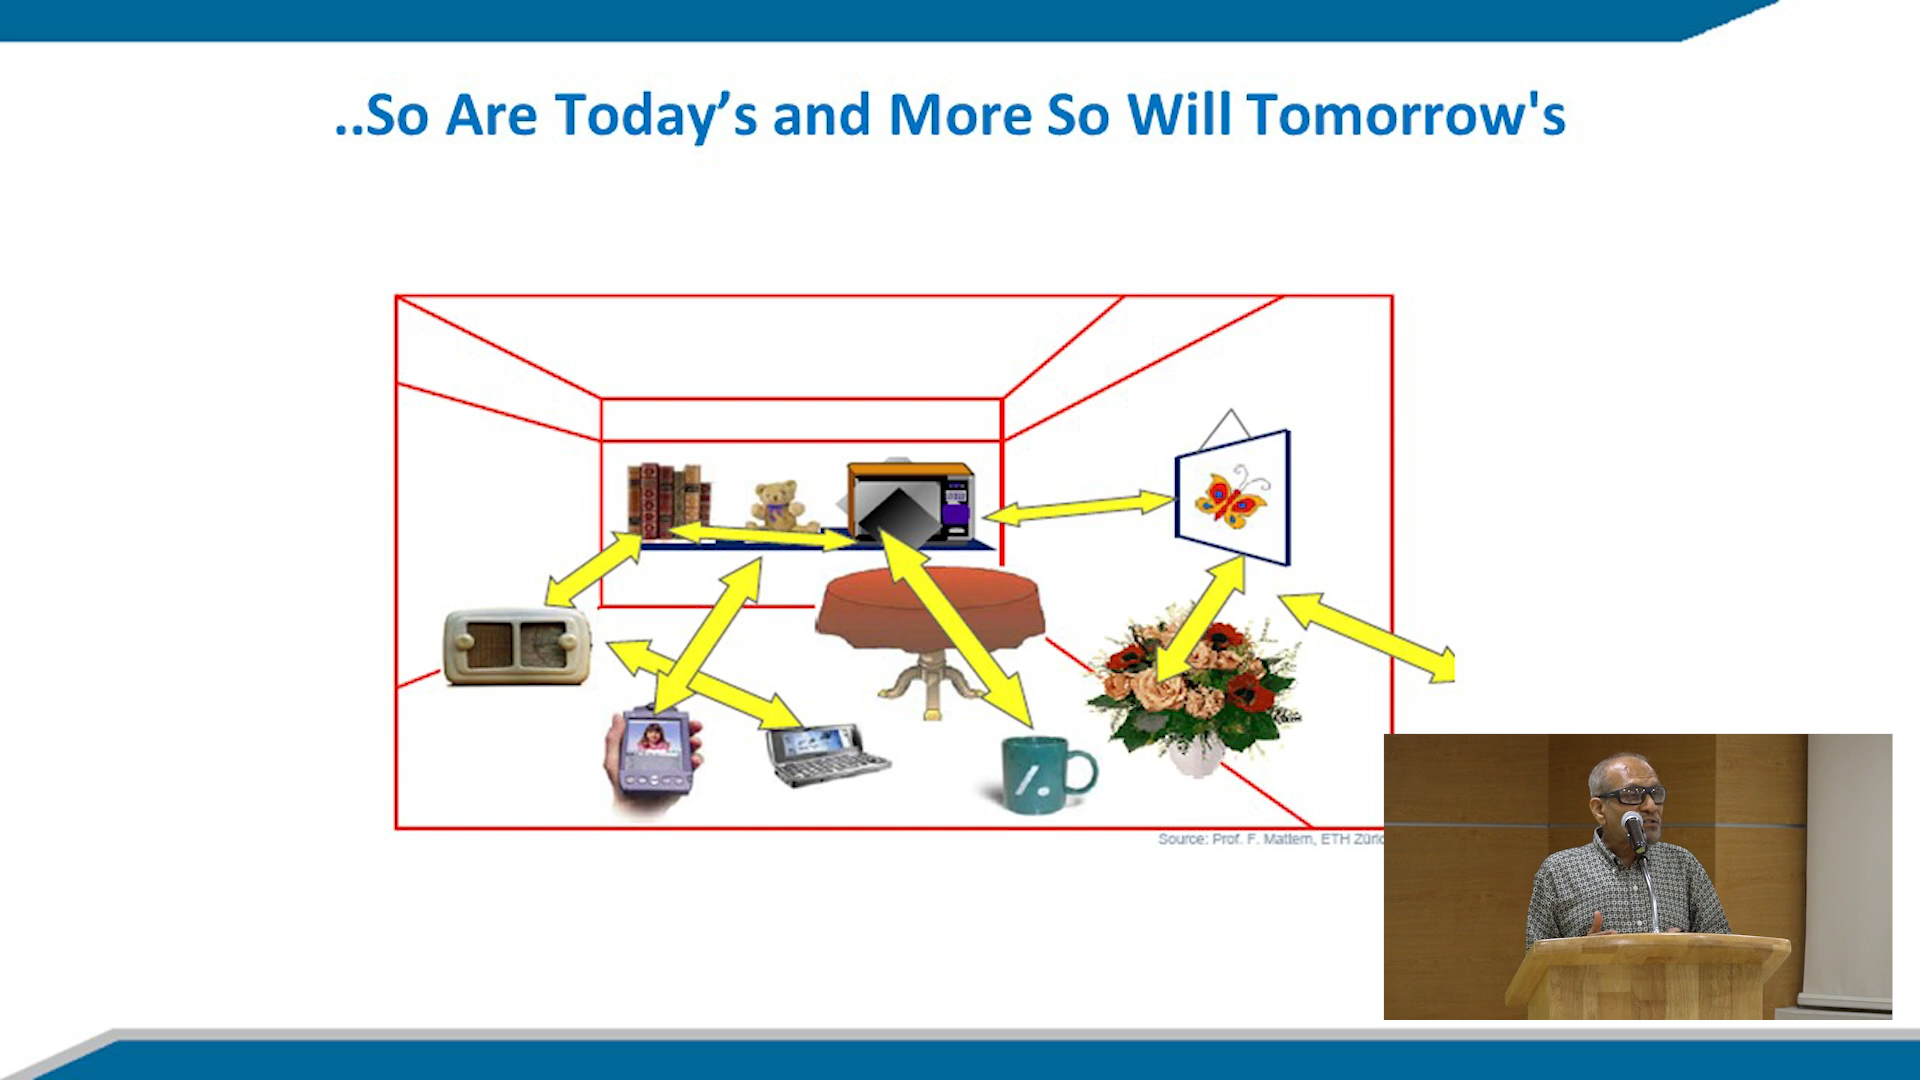 ..So Are Today’s and More So Will Tomorrow's
Source: Prof. F. Mattern, ETH